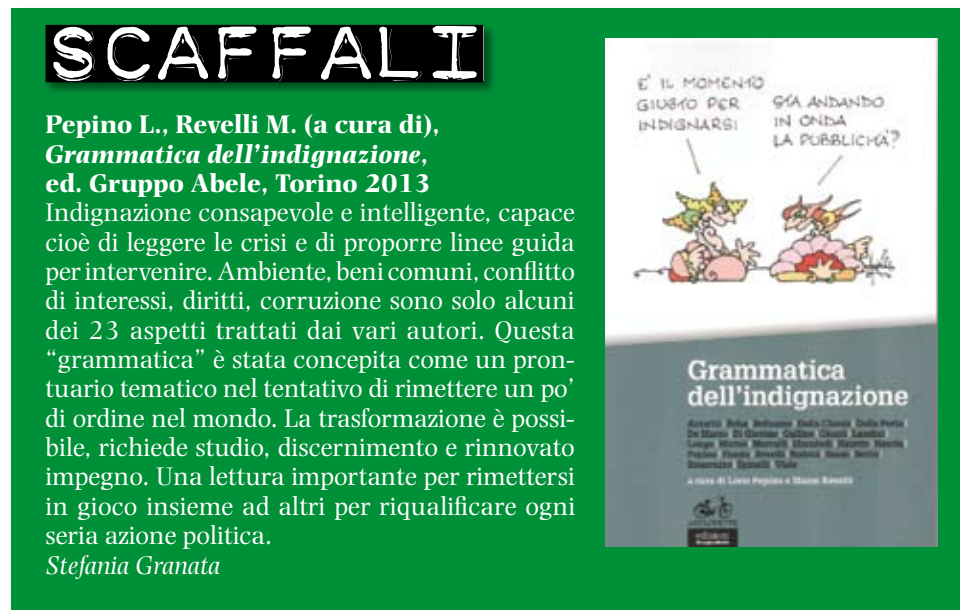 SCAFFALI
Pepino L., Revelli M. (a cura di),
Grammatica dell'indignazione,
ed. Gruppo Abele, Torino 2013
Indignazione consapevole e intelligente, capace
cioè di leggere le crisi e di proporre linee guida
per intervenire. Ambiente, beni comuni, conflitto
di interessi, diritti, corruzione sono solo alcuni
dei 23 aspetti trattati dai vari autori. Questa
“grammatica” è stata concepita come un pron-
tuario tematico nel tentativo di rimettere un po'
di ordine nel mondo. La trasformazione è possi-
bile, richiede studio, discernimento e rinnovato
impegno. Una lettura importante per rimettersi
in gioco insieme ad altri per riqualificare ogni
seria azione politica.
Stefania Granata
E' IL MOMENTO
GIUSTO PER
INDIGNARSI
STA ANDANDO
IN ONDA
LA PUBBLICITÀ?
Grammatica
dell'indignazione
a cura di Livio Pepino e Marco Revelli